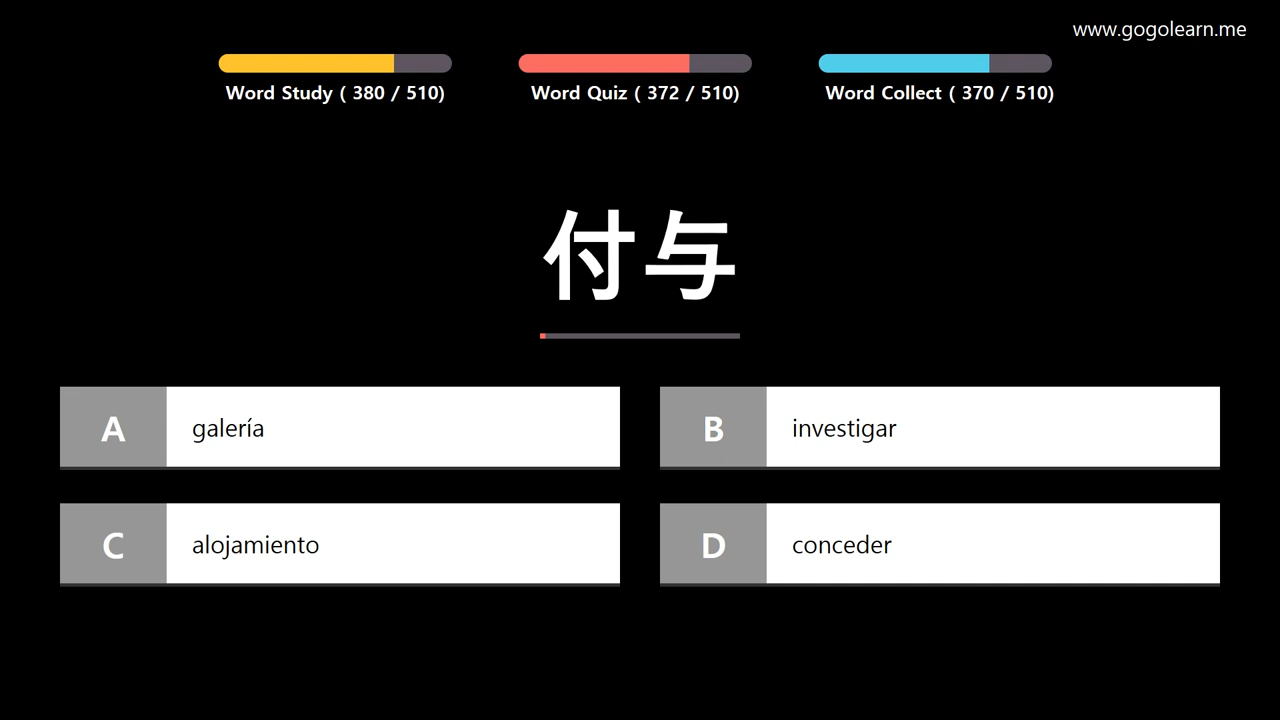 www.gogolearn.me
Word Study ( 380 / 510)
Word Quiz ( 372 / 510)
Word Collect ( 370 / 510)
付与
A galería
B investigar
C alojamiento
D conceder